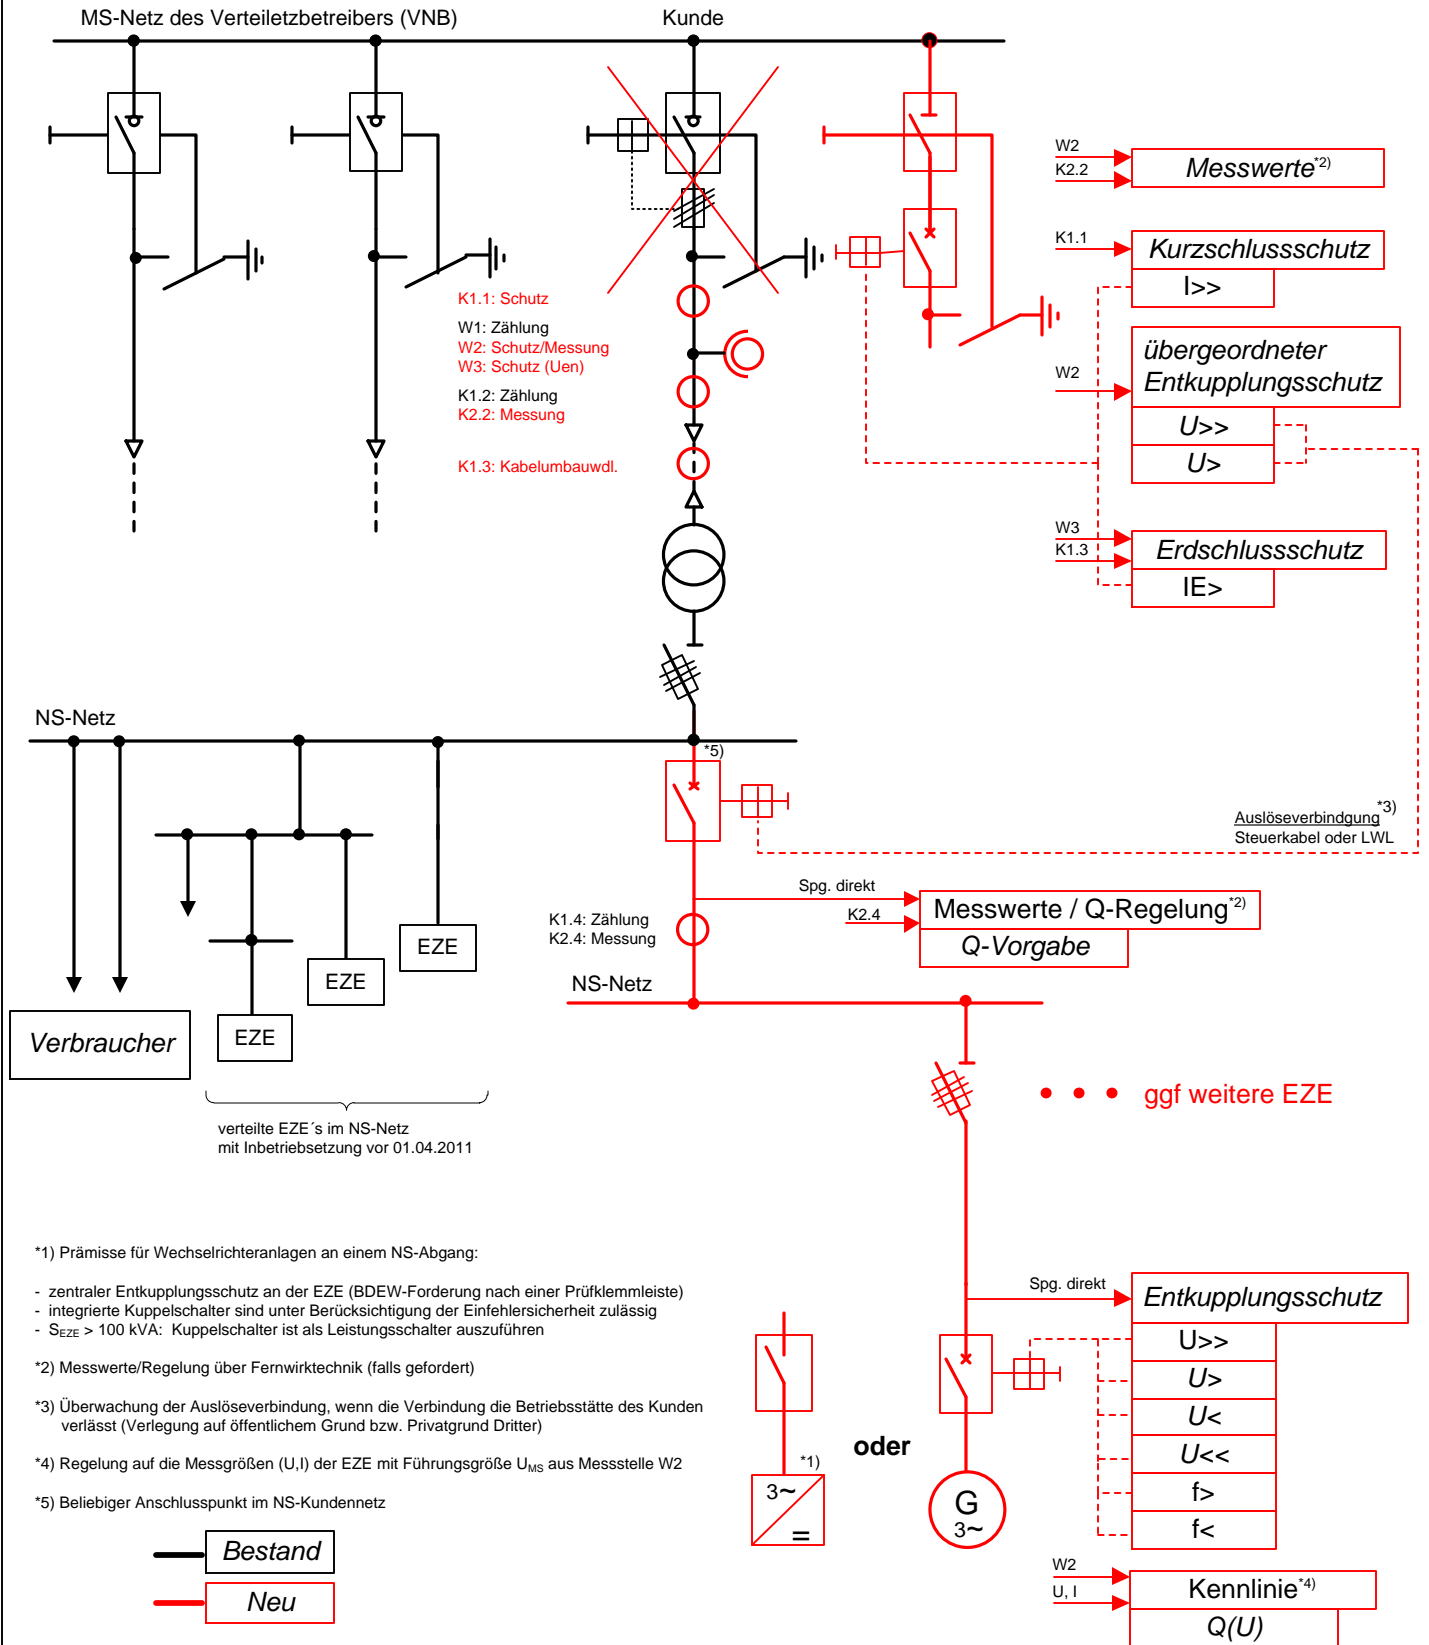 MS-Netz des Verteiletzbetreibers (VNB)
Kunde
W2
K2.2
Messwerte*2)
K1.1
Kurzschlussschutz
I>>
K1.1: Schutz
W1: Zählung
W2: Schutz/Messung
W3: Schutz (Uen)
K1.2: Zählung
K2.2: Messung
K1.3: Kabelumbauwdl.
übergeordneter
Entkupplungsschutz
W2
U>>
U>
W3
K1.3
Erdschlussschutz
IE>
NS-Netz
*5)
Auslöseverbindgung*3)
Steuerkabel oder LWL
Spg. direkt
K2.4
Messwerte / Q-Regelung*2)
Q-Vorgabe
K1.4: Zählung
K2.4: Messung
NS-Netz
EZE
EZE
EZE
Verbraucher
verteilte EZE´s im NS-Netz
mit Inbetriebsetzung vor 01.04.2011
ggf weitere EZE
*1) Prämisse für Wechselrichteranlagen an einem NS-Abgang:
- zentraler Entkupplungsschutz an der EZE (BDEW-Forderung nach einer Prüfklemmleiste)
- integrierte Kuppelschalter sind unter Berücksichtigung der Einfehlersicherheit zulässig
- SEZE > 100 kVA: Kuppelschalter ist als Leistungsschalter auszuführen
*2) Messwerte/Regelung über Fernwirktechnik (falls gefordert)
*3) Überwachung der Auslöseverbindung, wenn die Verbindung die Betriebsstätte des Kunden
verlässt (Verlegung auf öffentlichem Grund bzw. Privatgrund Dritter)
*4) Regelung auf die Messgrößen (U,I) der EZE mit Führungsgröße UMS aus Messstelle W2
*5) Beliebiger Anschlusspunkt im NS-Kundennetz
Bestand
Neu
*1)
3~
=
oder
G
3~
Spg. direkt
Entkupplungsschutz
U>>
U>
U<
U<<
f>
f<
W2
U, I
Kennlinie*4)
Q(U)